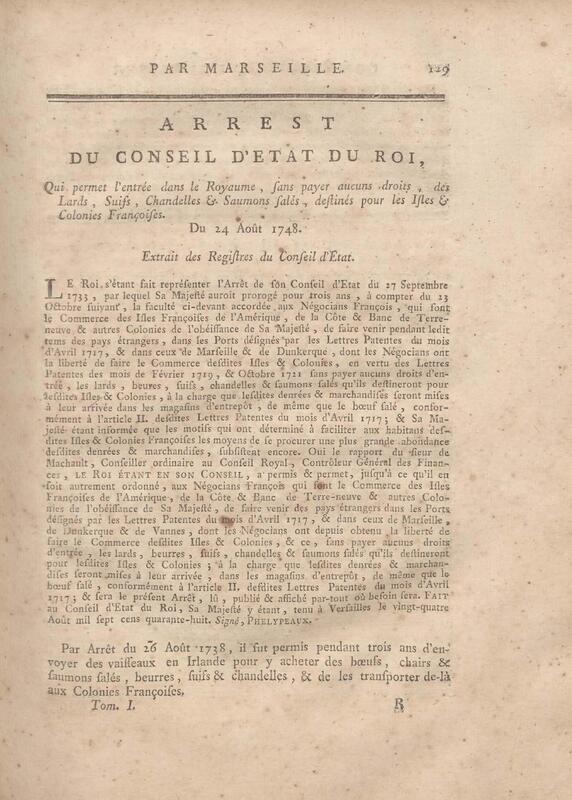 PAR MARSEILLE. 129
ARREST
DU CONSEIL D'ETAT DU ROI,
Qui permet l'entrée dans le Royaume, sans payer aucuns droits, des
Lards, Suifs, Chandelles & Saumons salés, destinés pour les Isles &
Colonies Françoises.
Du 24 Août 1748.
Extrait des Registres du Conseil d'Etat.
LE Roi, s'étant fait représenter l'Arrêt de son Conseil d'Etat du 27 Septembre
1733, par lequel Sa Majesté auroit prorogé pour trois ans, à compter du 23
Octobre suivant, la faculté ci-devant accordée aux Négocians François, qui font
le Commerce des Isles Françoises de l'Amérique, de la Côte & Banc de Terre-
neuve & autres Colonies de l'obéissance de Sa Majesté, de faire venir pendant ledit
tems des pays étrangers, dans les Ports désignés par les Lettres Patentes du mois
d'Avril 1717, & dans ceux de Marseille & de Dunkerque, dont les Négocians ont
la liberté de faire le Commerce desdites Isles & Colonies, en vertu des Lettres
Patentes des mois de Février 1719, & Octobre 1721 sans payer aucuns droits d'en-
trée, les lards, beures, suifs, chandelles & saumons salés qu'ils destineront pour
lesdites Isles & Colonies, à la charge que lesdites denrées & marchandises seront mises
à leur arrivée dans les magasins d'entrepôt, de même que le bœuf salé, confor-
mément à l'article II. desdites Lettres Patentes du mois d'Avril 1717; & Sa Ma-
jesté étant informée que les motifs qui ont déterminé à faciliter aux habitans des-
dites Isles & Colonies Françoises les moyens de se procurer une plus grande abondance
desdites denrées & marchandises, subsistent encore. Oui le rapport du sieur de
Machault, Conseiller ordinaire au Conseil Royal, Contrôleur Général des Finan-
ces, LE ROI ÉTANT EN SON CONSEIL, a permis & permet, jusqu'à ce qu'il en
soit autrement ordonné, aux Négocians François qui font le Commerce des Isles
Françoises de l'Amérique, de la Côte & Banc de Terre-neuve & autres Colo-
nies de l'obéissance de Sa Majesté, de faire venir des pays étrangers dans les Ports
désignés par les Lettres Patentes du mois d'Avril 1717, & dans ceux de Marseille,
de Dunkerque & de Vannes, dont les Négocians ont depuis obtenu la liberté de
faire le Commerce desdites Isles & Colonies, & ce, sans payer aucuns droits
d'entrée, les lards, beurres, suifs, chandelles & saumons salés qu'ils destineront
pour lesdites Isles & Colonies; à la charge que lesdites denrées & marchan-
dises seront mises à leur arrivée, dans les magasins d'entrepôt, de même que le
bœuf salé, conformément à l'article II. desdites Lettres Patentes du mois d'Avril
1717; & sera le présent Arrêt, lû, publié & affiché par-tout où besoin sera. FAIT
au Conseil d'Etat du Roi, Sa Majesté y étant, tenu à Versailles le vingt-quatre
Août mil sept cens quarante-huit. Signé, PHELYPEAUX.
Par Arrêt du 26 Août 1738, il fut permis pendant trois ans d'en-
voyer des vaisseaux en Irlande pour y acheter des bœufs, chairs &
saumons salés, beurres, suifs & chandelles, & de les transporter de-là
aux Colonies Françoises.
Tom. I. R